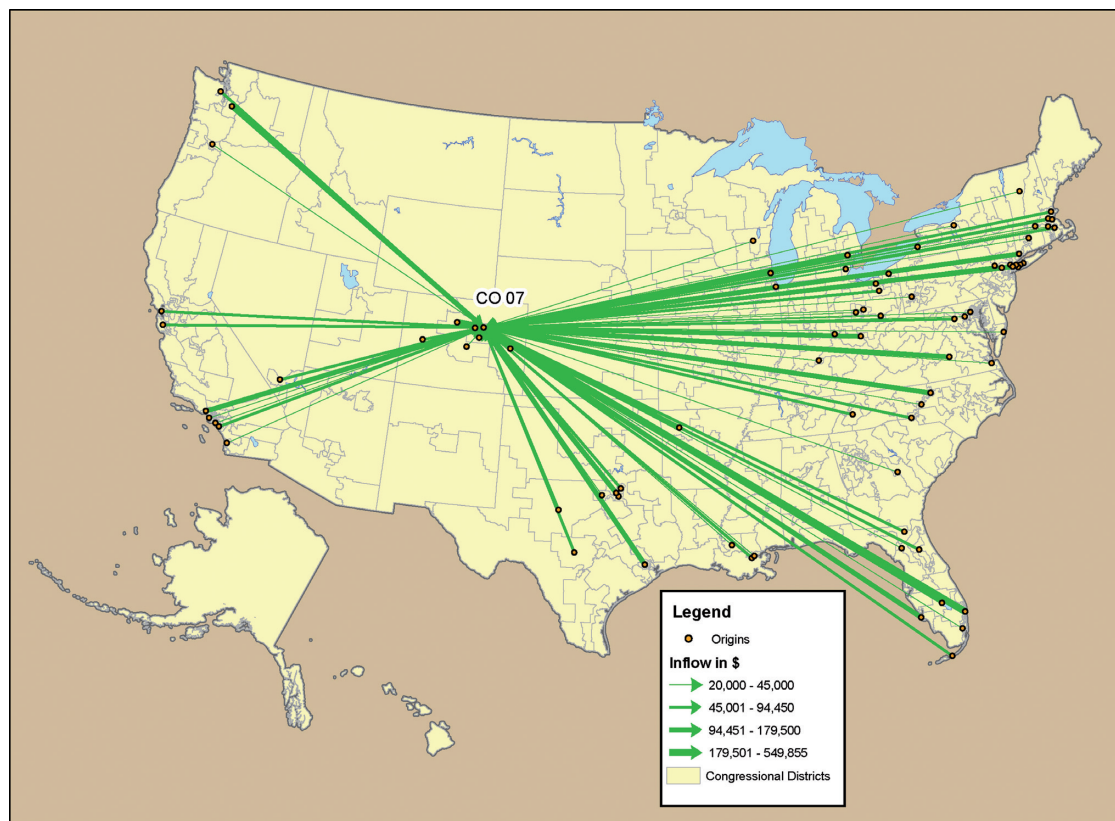 CO 07
Legend
Origins
Inflow in $
20,000 - 45,000
45,001 - 94,450
94,451 - 179,500
179,501 - 549,855
Congressional Districts